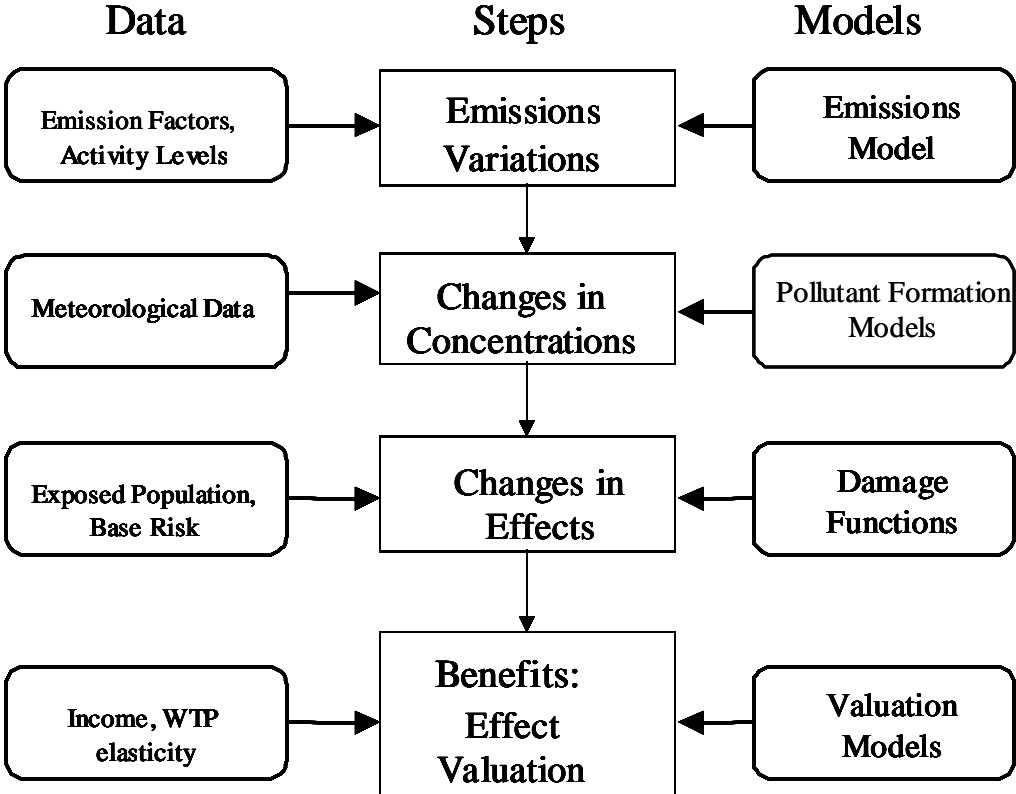 Data
Steps
Models
Emission Factors,
Activity Levels
Emissions
Variations
Emissions
Model
Meteorological Data
Changes in
Concentrations
Pollutant Formation
Models
Exposed Population,
Base Risk
Changes in
Effects
Damage
Functions
Income, WTP
elasticity
Benefits:
Effect
Valuation
Valuation
Models